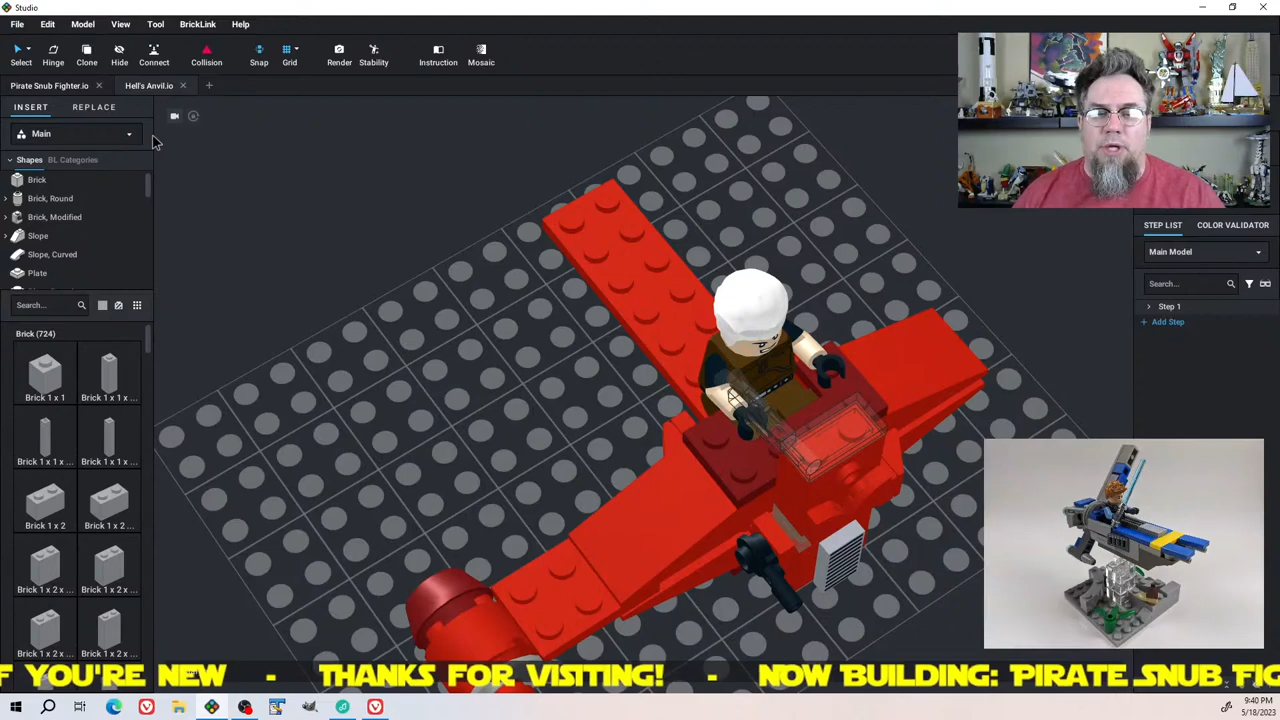 Studio
File Edit Model View Tool BrickLink Help
Select Hinge Clone Hide Connect Collision Snap Grid Render Stability Instruction Mosaic
Pirate Snub Fighter.io Hell's Anvil.io
INSERT REPLACE
Main
Shapes BL Categories
Brick
Brick, Round
Brick, Modified
Slope
Slope, Curved
Plate
Search...
Brick (724)
Brick 1 x 1 Brick 1 x 1 x ...
Brick 1 x 1 x ... Brick 1 x 1 x ...
Brick 1 x 2 Brick 1 x 2 ...
Brick 1 x 2 x ... Brick 1 x 2 x ...
Brick 1 x 2 x ... Brick 1 x 2 x ...
STEP LIST COLOR VALIDATOR
Main Model
Search...
Step 1
+ Add Step
F YOU'RE NEW - THANKS FOR VISITING! - NOW BUILDING: 'PIRATE SNUB FIG
9:40 PM
5/18/2023